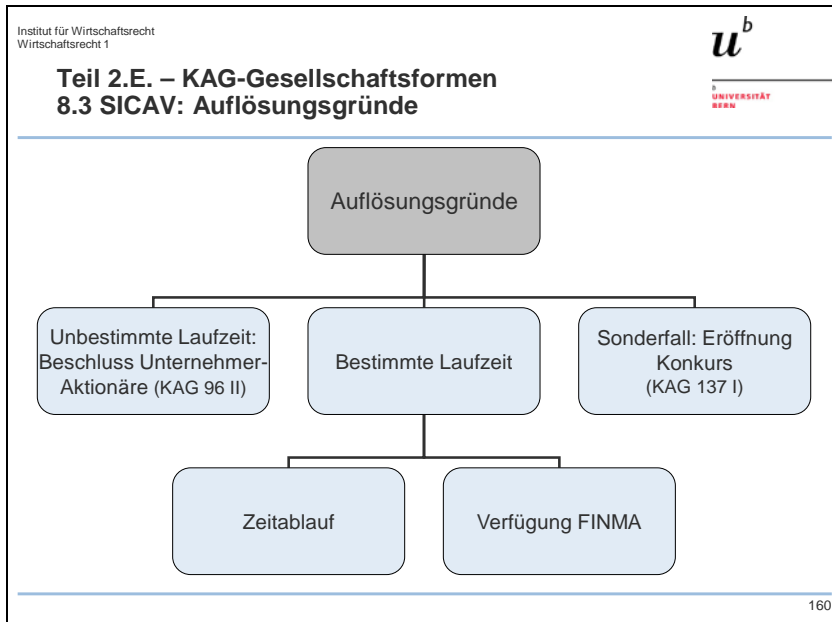 Institut für Wirtschaftsrecht
Wirtschaftsrecht 1
u b
b
UNIVERSITÄT
BERN
Teil 2.E. – KAG-Gesellschaftsformen
8.3 SICAV: Auflösungsgründe
Auflösungsgründe
Unbestimmte Laufzeit:
Beschluss Unternehmer-
Aktionäre (KAG 96 II)
Bestimmte Laufzeit
Sonderfall: Eröffnung
Konkurs
(KAG 137 I)
Zeitablauf
Verfügung FINMA
160